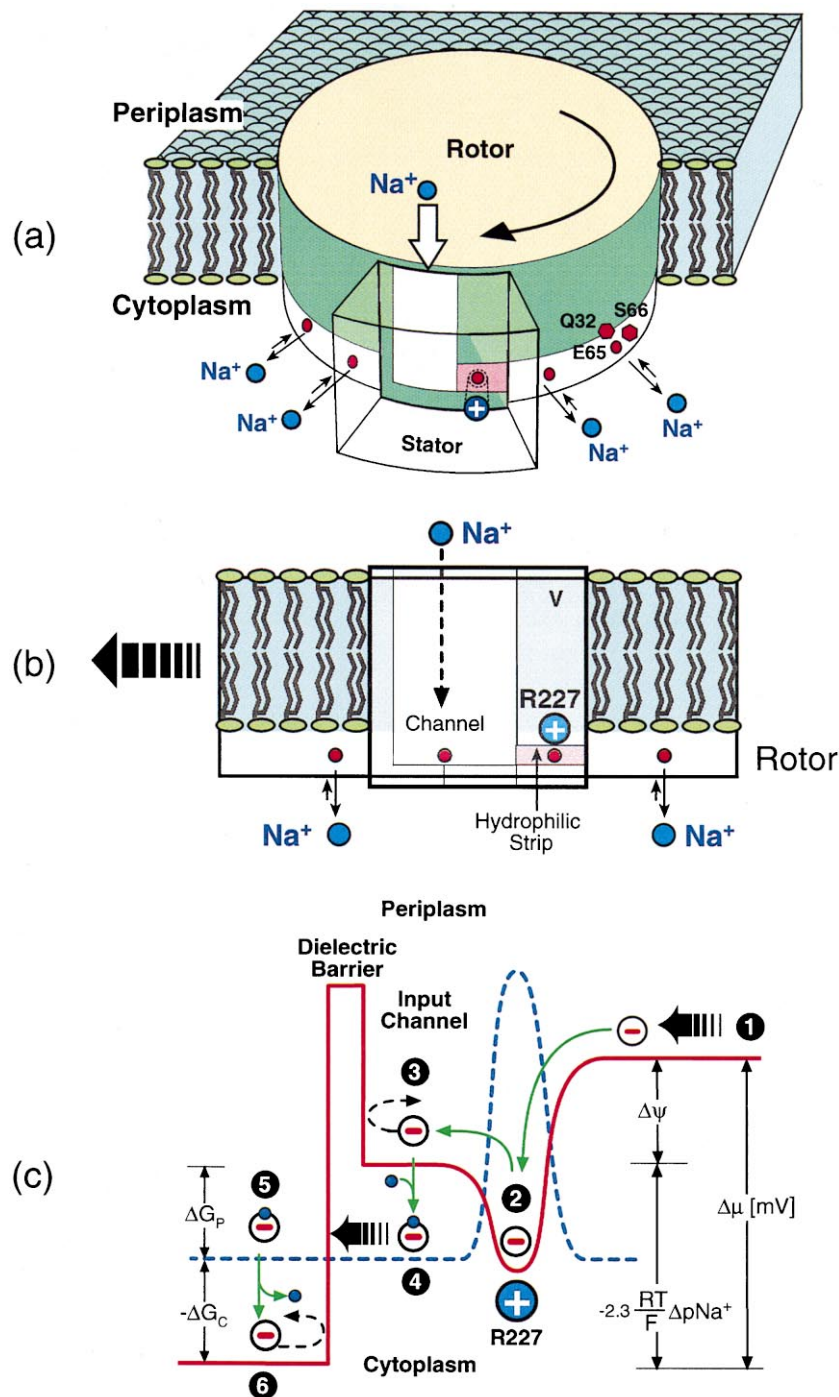 (a)
Periplasm
Rotor
Na⁺
Cytoplasm
Q32
S66
E65
Na⁺
Na⁺
Na⁺
Na⁺
+
Stator
(b)
Na⁺
V
R227
+
Channel
Rotor
Na⁺
Hydrophilic
Strip
Na⁺
(c)
Periplasm
Dielectric
Barrier
Input
Channel
1
3
Δψ
5
2
ΔG_P
Δμ [mV]
4
-ΔG_C
+
R227
-2.3 RT/F ΔpNa⁺
6
Cytoplasm